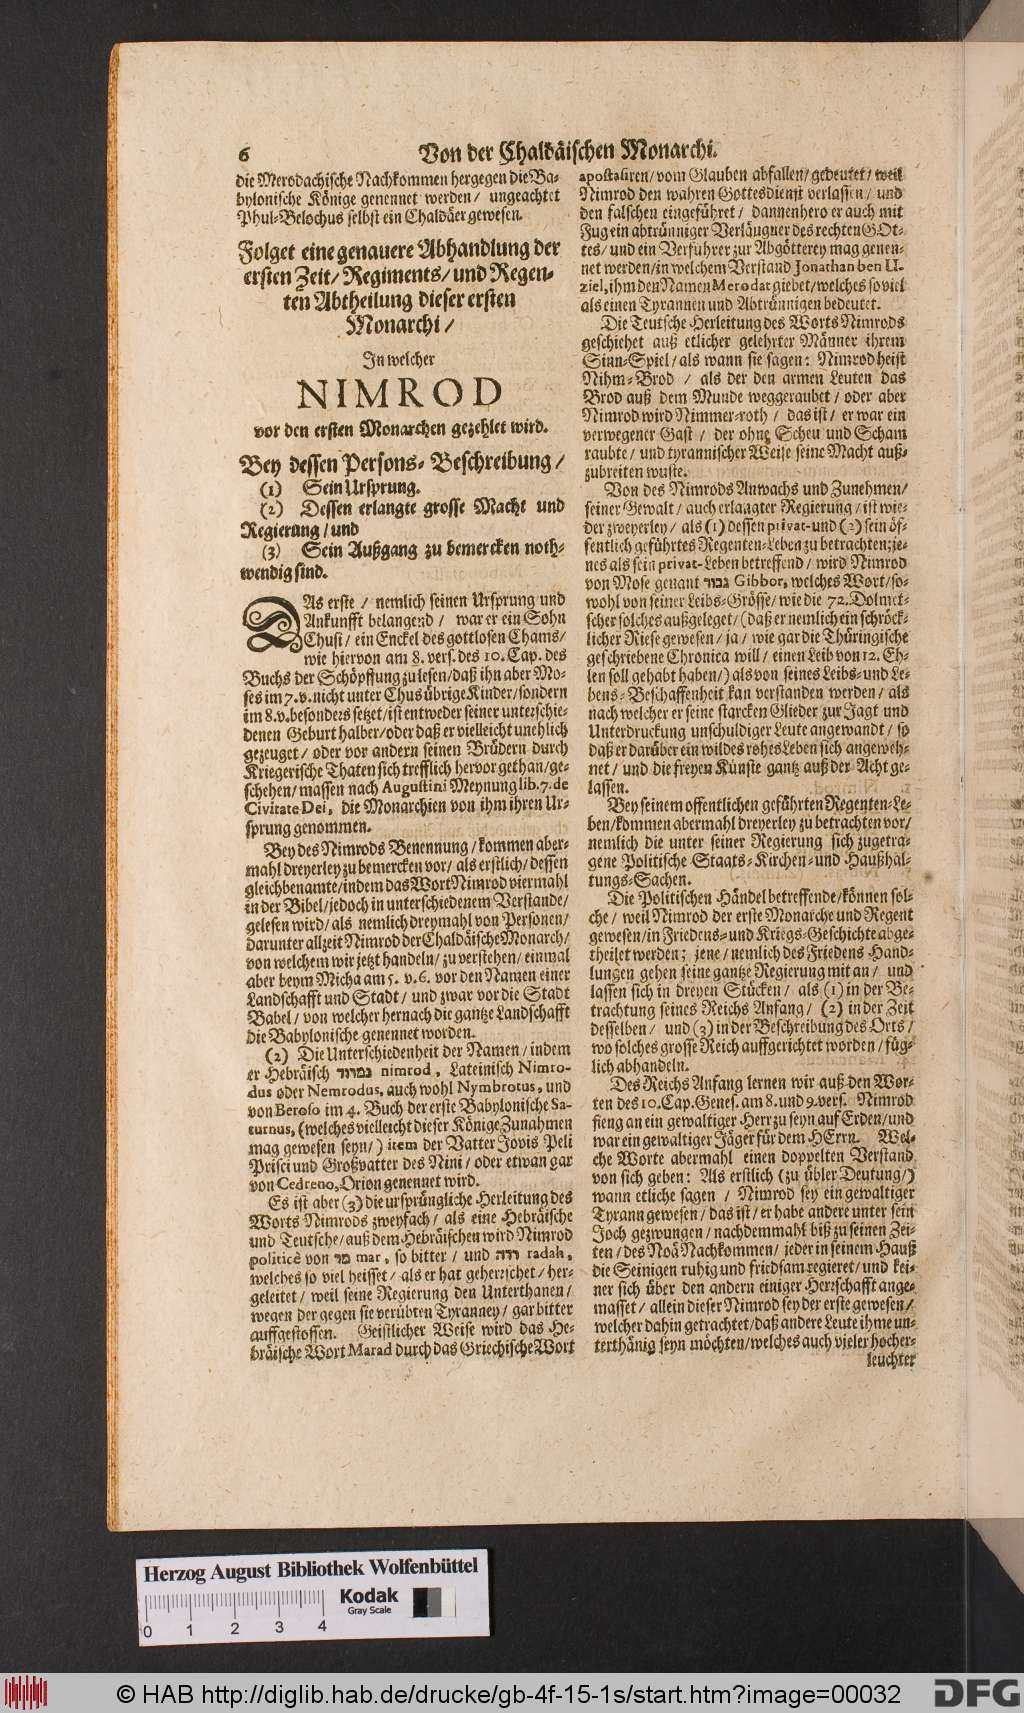 6 Von der Chaldäischen Monarchi.
die Merodachische Nachkommen hergegen die Ba-
bylonische Könige genennet werden / ungeachtet
Phul-Belochus selbst ein Chaldäer gewesen.
Folget eine genauere Abhandlung der
ersten Zeit / Regiments / und Regen-
ten Abtheilung dieser ersten
Monarchi /
In welcher
NIMROD
vor den ersten Monarchen gezehlet wird.
Bey dessen Persons- Beschreibung /
(1) Sein Ursprung.
(2) Dessen erlangte grosse Macht und
Regierung / und
(3) Sein Außgang zu bemercken noth-
wendig sind.
DAs erste / nemlich seinen Ursprung und
Ankunfft belangend / war er ein Sohn
Chusi / ein Enckel des gottlosen Chams /
wie hiervon am 8. vers. des 10. Cap. des
Buchs der Schöpffung zu lesen / daß ihn aber Mo-
ses im 7. v. nicht unter Chus übrige Kinder / sondern
im 8. v. besonders setzet / ist entweder seiner unterschie-
denen Geburt halber / oder daß er vielleicht unehlich
gezeuget / oder vor andern seinen Brüdern durch
Kriegerische Thaten sich trefflich hervor gethan / ge-
schehen / massen nach Augustini Meynung lib. 7. de
Civitate Dei, die Monarchien von ihm ihren Ur-
sprung genommen.
Bey des Nimrods Benennung / kommen aber-
mahl dreyerley zu bemercken vor / als erstlich / dessen
gleichbenamte / indem das Wort Nimrod viermahl
in der Bibel / jedoch in unterschiedenem Verstande /
gelesen wird / als nemlich dreymahl von Personen /
darunter allzeit Nimrod der Chaldäische Monarch /
von welchem wir jetzt handeln / zu verstehen / einmal
aber beym Micha am 5. v. 6. vor den Namen einer
Landschafft und Stadt / und zwar vor die Stadt
Babel / von welcher hernach die gantze Landschafft
die Babylonische genennet worden.
(2) Die Unterschiedenheit der Namen / indem
er Hebräisch נמרוד nimrod, Lateinisch Nimro-
dus oder Nemrodus, auch wohl Nymbrotus, und
von Beroso im 4. Buch der erste Babylonische Sa-
turnus, (welches vielleicht dieser Könige Zunahmen
mag gewesen seyn /) item der Vatter Jovis Peli
Prisci und Großvatter des Nini / oder etwan gar
von Cedreno, Orion genennet wird.
Es ist aber (3) die ursprüngliche Herleitung des
Worts Nimrods zweyfach / als eine Hebräische
und Teutsche / auß dem Hebräischen wird Nimrod
politicè von מר mar, so bitter / und רדה radah,
welches so viel heisset / als er hat geherrschet / her-
geleitet / weil seine Regierung den Unterthanen /
wegen der gegen sie verübten Tyranney / gar bitter
auffgestossen. Geistlicher Weise wird das He-
bräische Wort Marad durch das Griechische Wort
apostasiren / vom Glauben abfallen / gedeutet / weil
Nimrod den wahren Gottesdienst verlassen / und
den falschen eingeführet / dannenhero er auch mit
Fug ein abtrünniger Verläugner des rechten GOt-
tes / und ein Verführer zur Abgötterey mag genen-
net werden / in welchem Verstand Jonathan ben U-
ziel, ihm den Namen Merodat giebet / welches so viel
als einen Tyrannen und Abtrünnigen bedeutet.
Die Teutsche Herleitung des Worts Nimrods
geschiehet auß etlicher gelehrter Männer ihrem
Sinn-Spiel / als wann sie sagen: Nimrod heist
Nihm-Brod / als der den armen Leuten das
Brod auß dem Munde weggeraubet / oder aber
Nimrod wird Nimmer-roth / das ist / er war ein
verwegener Gast / der ohne Scheu und Scham
raubte / und tyrannischer Weise seine Macht auß-
zubreiten wuste.
Von des Nimrods Anwachs und Zunehmen /
seiner Gewalt / auch erlangter Regierung / ist wie-
der zweyerley / als (1) dessen privat- und (2) sein öf-
fentlich geführtes Regenten-Leben zu betrachten; je-
nes als sein privat-Leben betreffend / wird Nimrod
von Mose genant גבור Gibbor, welches Wort / so-
wohl von seiner Leibs-Grösse / wie die 72. Dolmet-
scher solches außgeleget / (daß er nemlich ein schröck-
licher Riese gewesen / ja / wie gar die Thüringische
geschriebene Chronica will / einen Leib von 12. Eh-
len soll gehabt haben /) als von seines Leibs- und Le-
bens-Beschaffenheit kan verstanden werden / als
nach welcher er seine starcken Glieder zur Jagt und
Unterdruckung unschuldiger Leute angewandt / so
daß er darüber ein wildes rohes Leben sich angeweh-
net / und die freyen Künste gantz auß der Acht ge-
lassen.
Bey seinem offentlichen geführten Regenten-Le-
ben / kommen abermahl dreyerley zu betrachten vor /
nemlich die unter seiner Regierung sich zugetra-
gene Politische Staats- Kirchen- und Haußhal-
tungs-Sachen.
Die Politischen Händel betreffende / können sol-
che / weil Nimrod der erste Monarche und Regent
gewesen / in Friedens- und Kriegs-Geschichte abge-
theilet werden; jene / nemlich des Friedens Hand-
lungen gehen seine gantze Regierung mit an / und
lassen sich in dreyen Stücken / als (1) in der Be-
trachtung seines Reichs Anfang / (2) in der Zeit
desselben / und (3) in der Beschreibung des Orts /
wo solches grosse Reich auffgerichtet worden / füg-
lich abhandeln.
Des Reichs Anfang lernen wir auß den Wor-
ten des 10. Cap. Genes. am 8. und 9. vers. Nimrod
fieng an ein gewaltiger Herr zu seyn auf Erden / und
war ein gewaltiger Jäger für dem HErrn. Wel-
che Worte abermahl einen doppelten Verstand
von sich geben: Als erstlich (zu übler Deutung /)
wann etliche sagen / Nimrod sey ein gewaltiger
Tyrann gewesen / das ist / er habe andere unter sein
Joch gezwungen / nachdemmahl biß zu seinen Zei-
ten / des Noä Nachkommen / jeder in seinem Hauß
die Seinigen ruhig und friedsam regieret / und kei-
ner sich über den andern einiger Herrschafft ange-
masset / allein dieser Nimrod sey der erste gewesen /
welcher dahin getrachtet / daß andere Leute ihme un-
terthänig seyn möchten / welches auch vieler hocher-
leuchter
Herzog August Bibliothek Wolfenbüttel
Kodak
Gray Scale
0 1 2 3 4
© HAB http://diglib.hab.de/drucke/gb-4f-15-1s/start.htm?image=00032
DFG